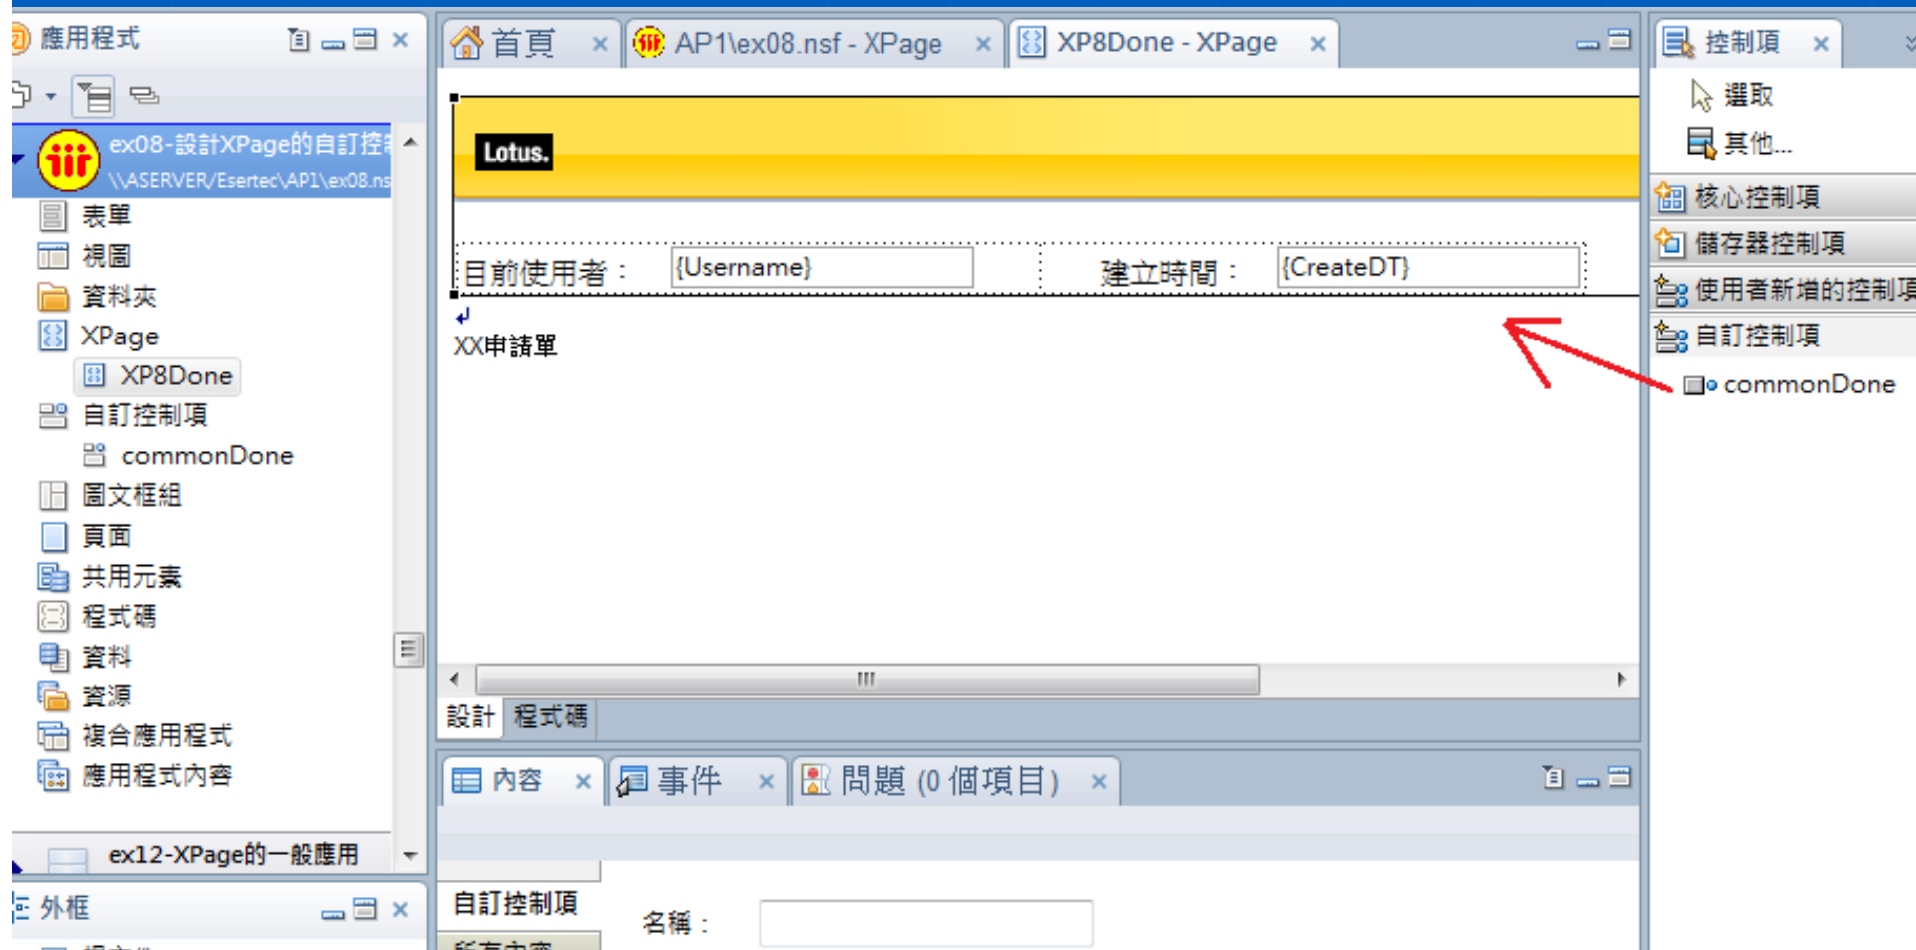 應用程式
ex08-設計XPage的自訂控
\\ASERVER/Esertec\AP1\ex08.ns
表單
視圖
資料夾
XPage
XP8Done
自訂控制項
commonDone
圖文框組
頁面
共用元素
程式碼
資料
資源
複合應用程式
應用程式內容
ex12-XPage的一般應用
外框
首頁
AP1\ex08.nsf - XPage
XP8Done - XPage
Lotus.
目前使用者： {Username} 建立時間： {CreateDT}
XX申請單
設計 程式碼
內容
事件
問題 (0 個項目)
自訂控制項
名稱：
所有內容
控制項
選取
其他...
核心控制項
儲存器控制項
使用者新增的控制項
自訂控制項
commonDone